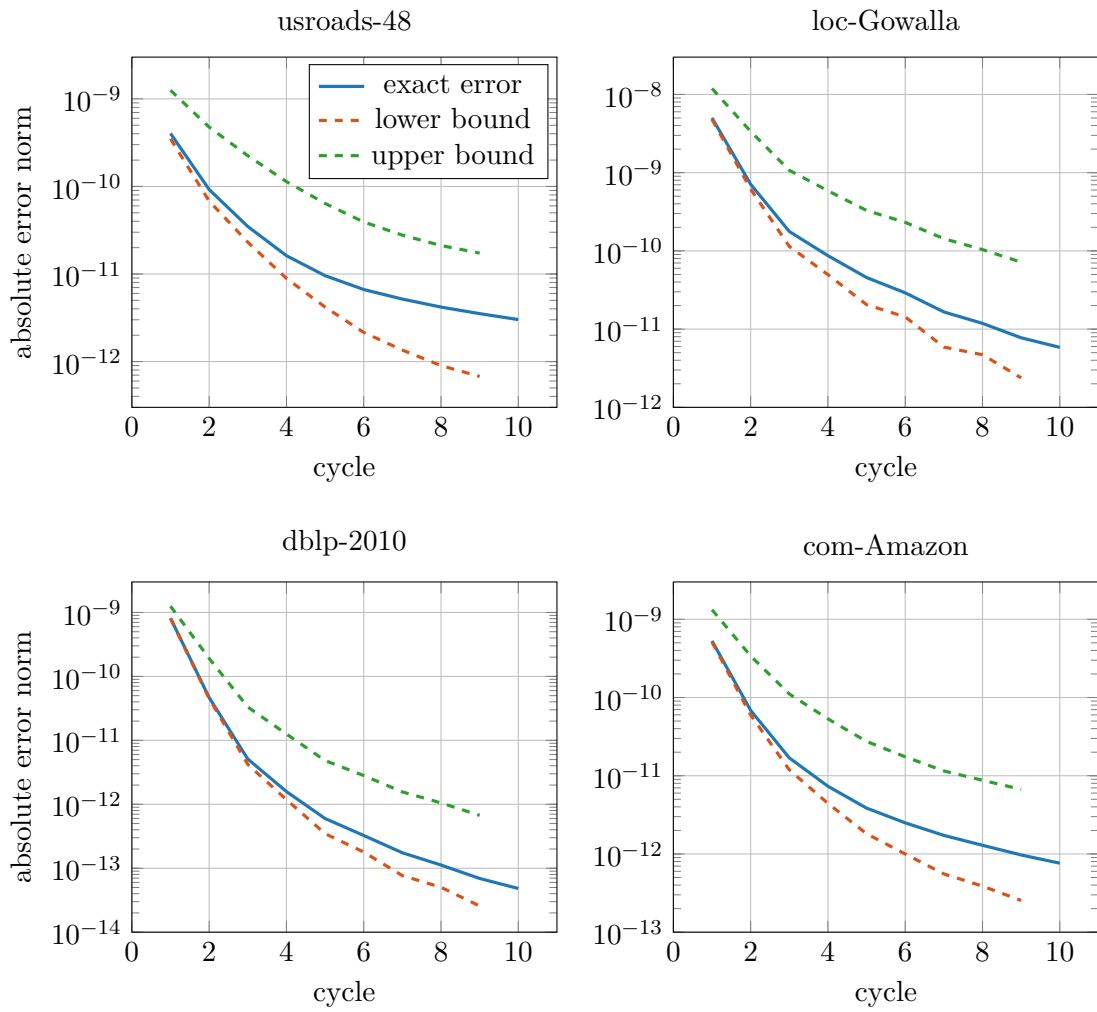 usroads-48
loc-Gowalla
exact error
lower bound
upper bound
absolute error norm
10⁻⁹
10⁻¹⁰
10⁻¹¹
10⁻¹²
0 2 4 6 8 10
cycle
10⁻⁸
10⁻⁹
10⁻¹⁰
10⁻¹¹
10⁻¹²
0 2 4 6 8 10
cycle
dblp-2010
com-Amazon
absolute error norm
10⁻⁹
10⁻¹⁰
10⁻¹¹
10⁻¹²
10⁻¹³
10⁻¹⁴
0 2 4 6 8 10
cycle
10⁻⁹
10⁻¹⁰
10⁻¹¹
10⁻¹²
10⁻¹³
0 2 4 6 8 10
cycle